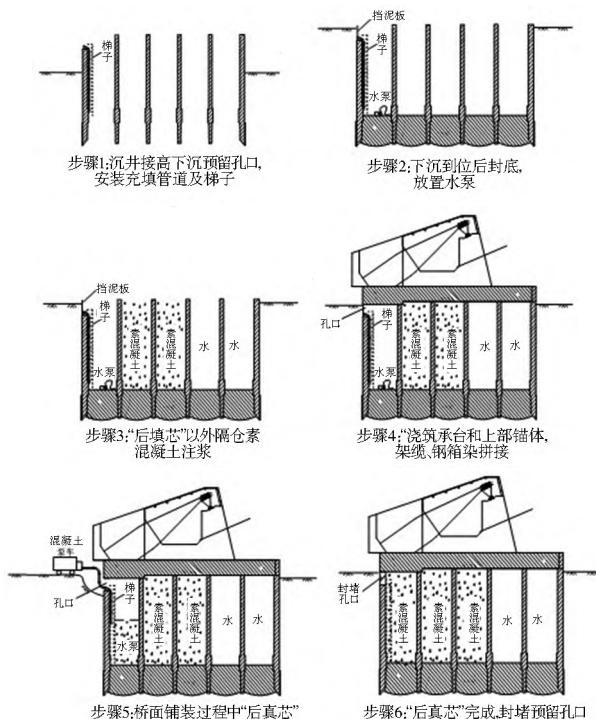 梯子
步骤1:沉井接高下沉预留孔口,
安装充填管道及梯子
挡泥板
梯子
水泵
步骤2:下沉到位后封底,
放置水泵
挡泥板
梯子
水泵
素混凝土
素混凝土
水
水
步骤3:“后填芯”以外隔仓素
混凝土注浆
孔口
梯子
水泵
素混凝土
素混凝土
水
水
步骤4:“浇筑承台和上部锚体,
架缆、钢箱染拼接
混凝土
泵车
孔口
梯子
水泵
素混凝土
素混凝土
水
水
步骤5:桥面铺装过程中“后真芯”
封堵
孔口
素混凝土
素混凝土
素混凝土
水
水
步骤6:“后真芯”完成,封堵预留孔口